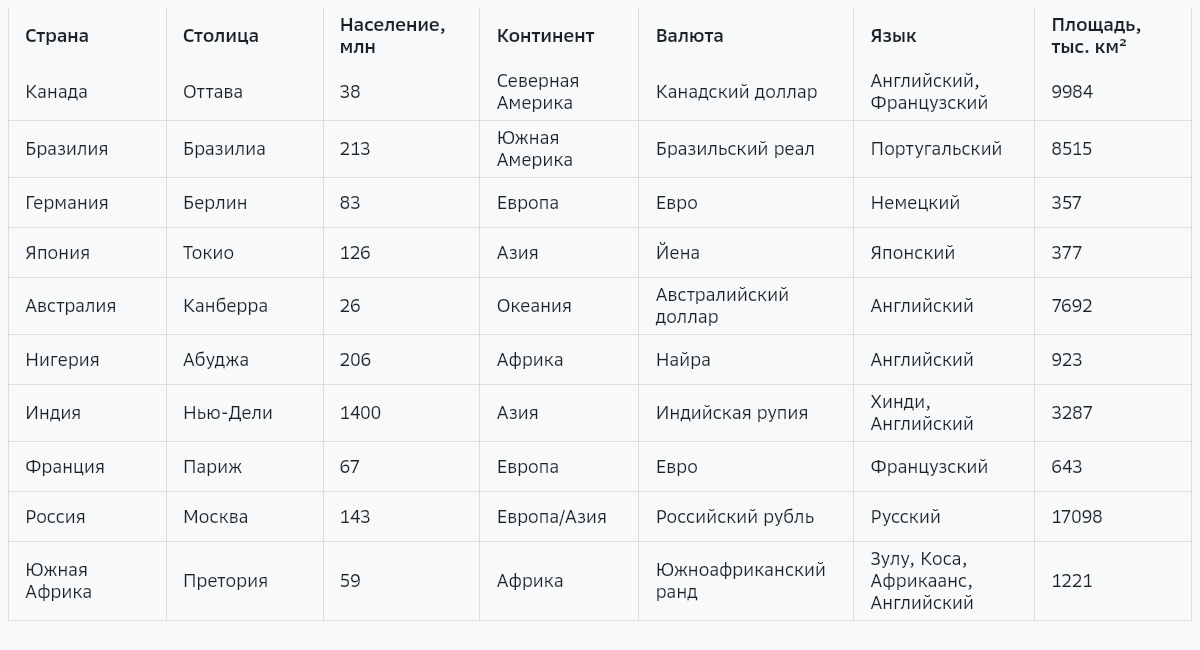 Страна Столица Население, млн Континент Валюта Язык Площадь, тыс. км²
Канада Оттава 38 Северная Америка Канадский доллар Английский, Французский 9984
Бразилия Бразилиа 213 Южная Америка Бразильский реал Португальский 8515
Германия Берлин 83 Европа Евро Немецкий 357
Япония Токио 126 Азия Йена Японский 377
Австралия Канберра 26 Океания Австралийский доллар Английский 7692
Нигерия Абуджа 206 Африка Найра Английский 923
Индия Нью-Дели 1400 Азия Индийская рупия Хинди, Английский 3287
Франция Париж 67 Европа Евро Французский 643
Россия Москва 143 Европа/Азия Российский рубль Русский 17098
Южная Африка Претория 59 Африка Южноафриканский ранд Зулу, Коса, Африкаанс, Английский 1221